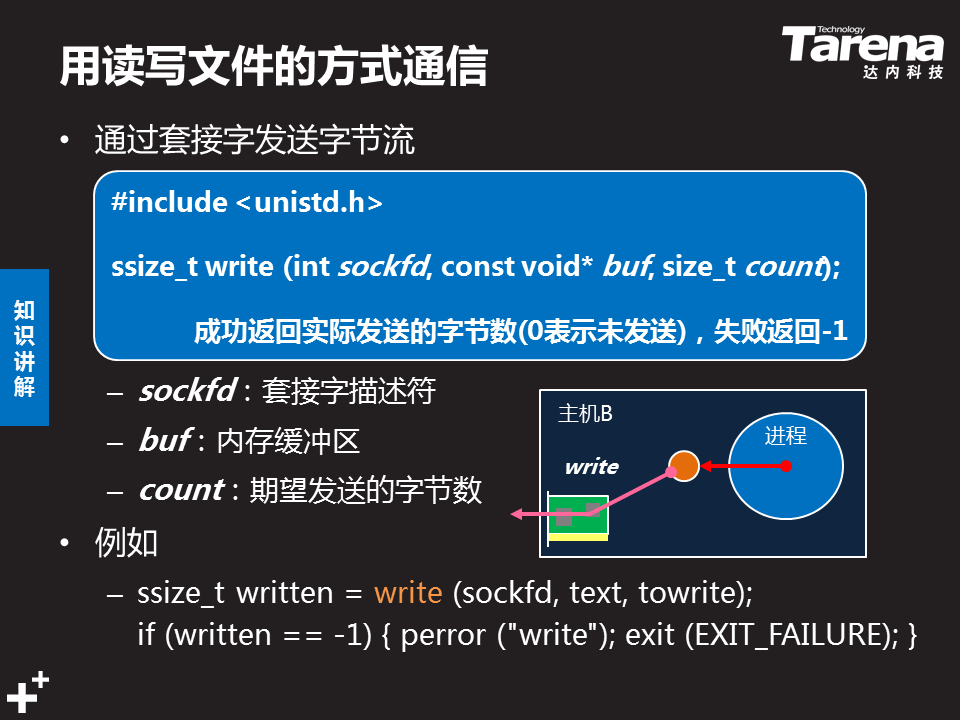 用读写文件的方式通信
Technology
Tarena
达内科技
• 通过套接字发送字节流
#include <unistd.h>
ssize_t write (int sockfd, const void* buf, size_t count);
成功返回实际发送的字节数(0表示未发送)，失败返回-1
知识讲解
– sockfd：套接字描述符
– buf：内存缓冲区
– count：期望发送的字节数
主机B
进程
write
• 例如
– ssize_t written = write (sockfd, text, towrite);
if (written == -1) { perror ("write"); exit (EXIT_FAILURE); }